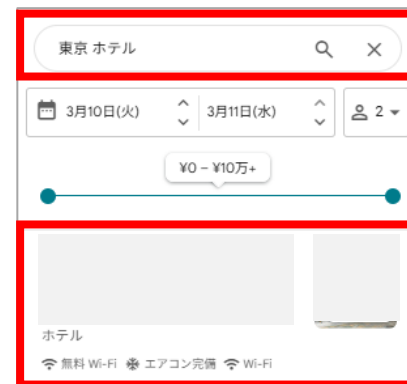 東京 ホテル
3月10日(火) 3月11日(水) 2
¥0 – ¥10万+
ホテル
無料 Wi-Fi エアコン完備 Wi-Fi